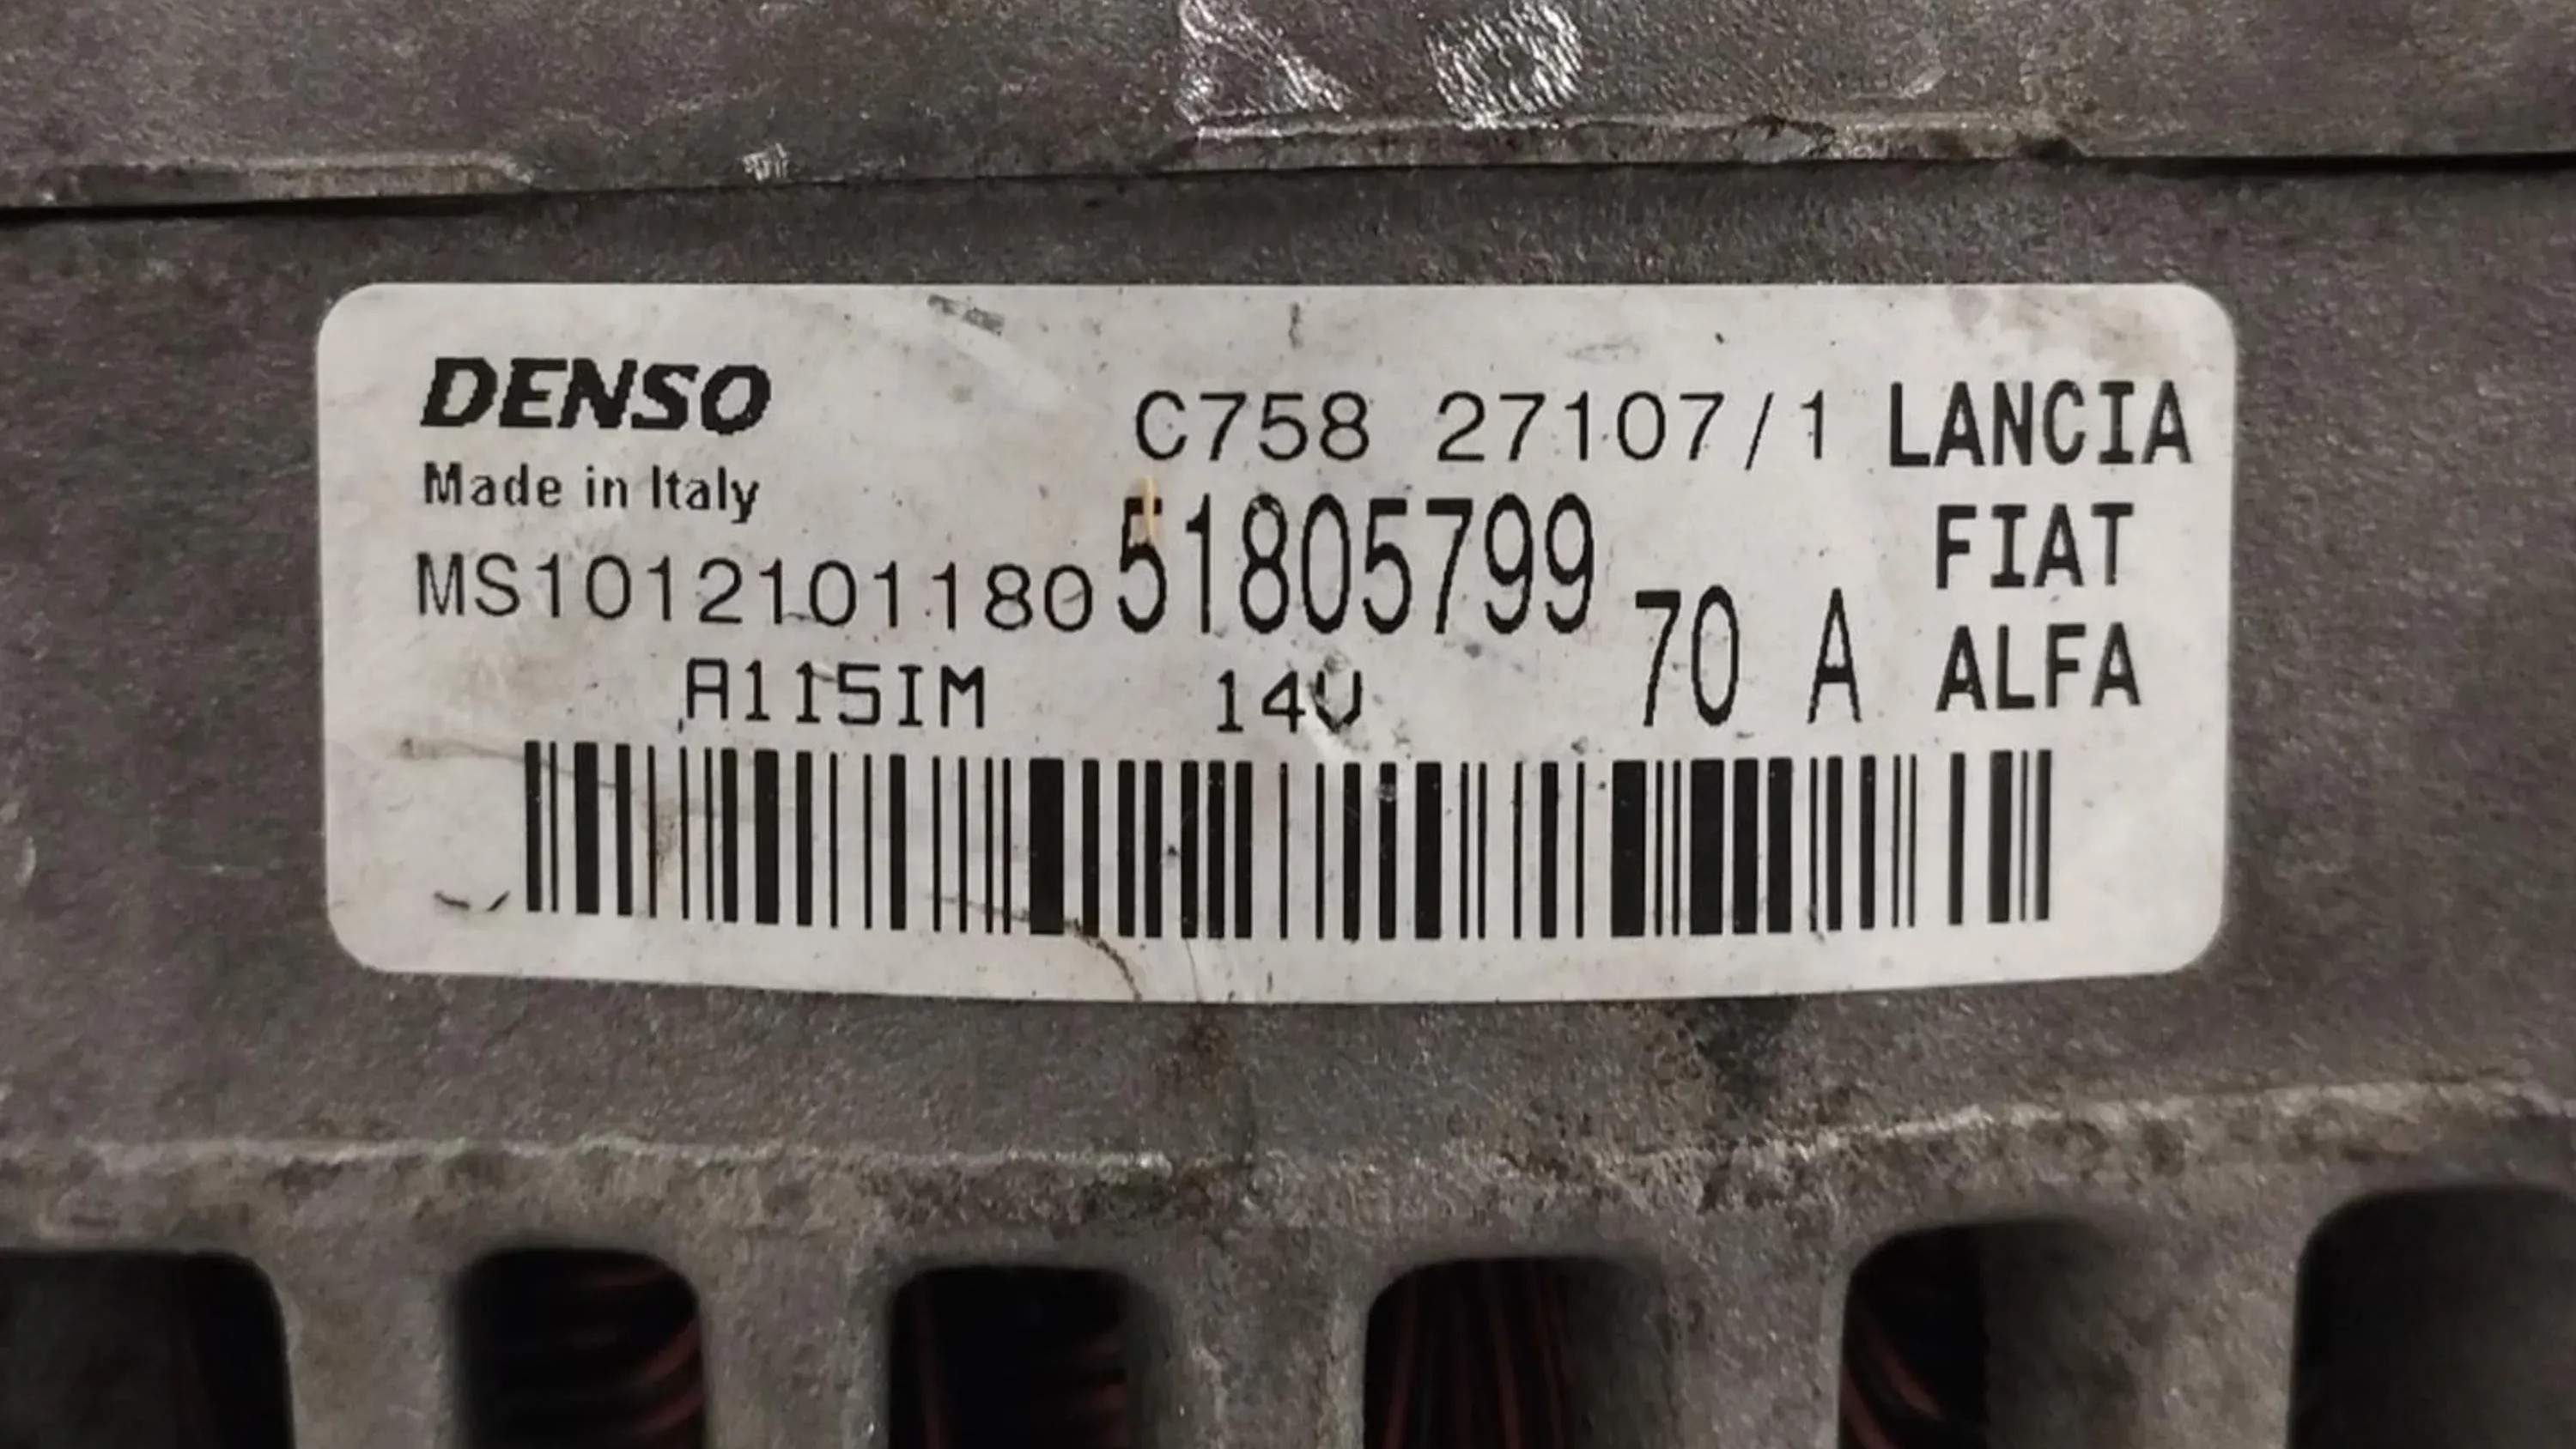 DENSO
Made in Italy
C758 27107/1 LANCIA
MS1012101180 51805799 FIAT
A115IM 14V 70 A ALFA